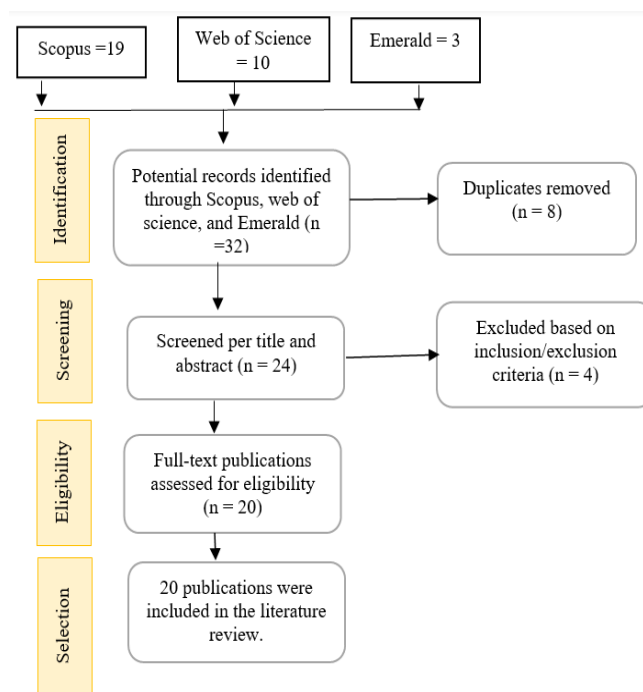 Scopus =19
Web of Science
= 10
Emerald = 3
Identification
Potential records identified
through Scopus, web of
science, and Emerald (n
=32)
Duplicates removed
(n = 8)
Screening
Screened per title and
abstract (n = 24)
Excluded based on
inclusion/exclusion
criteria (n = 4)
Eligibility
Full-text publications
assessed for eligibility
(n = 20)
Selection
20 publications were
included in the literature
review.